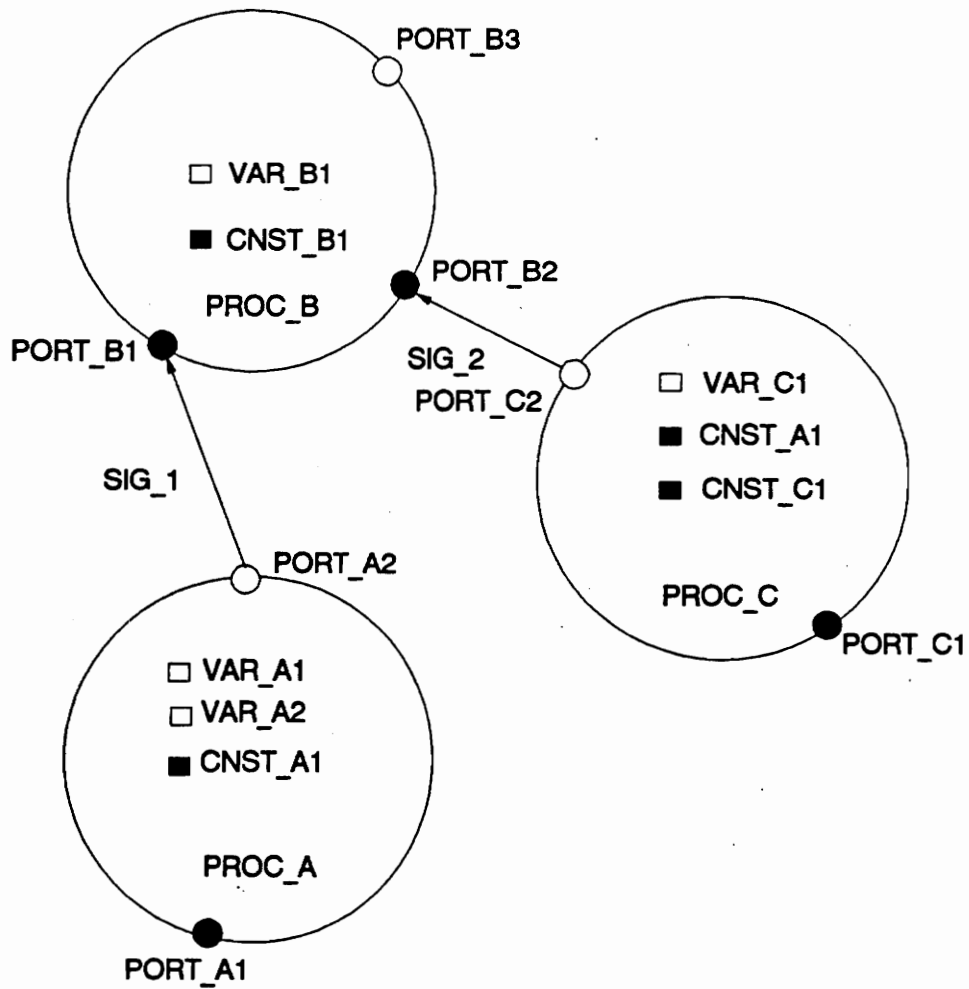 PORT_B3
VAR_B1
CNST_B1
PORT_B2
PROC_B
PORT_B1
SIG_2
PORT_C2
VAR_C1
CNST_A1
CNST_C1
SIG_1
PORT_A2
PROC_C
PORT_C1
VAR_A1
VAR_A2
CNST_A1
PROC_A
PORT_A1